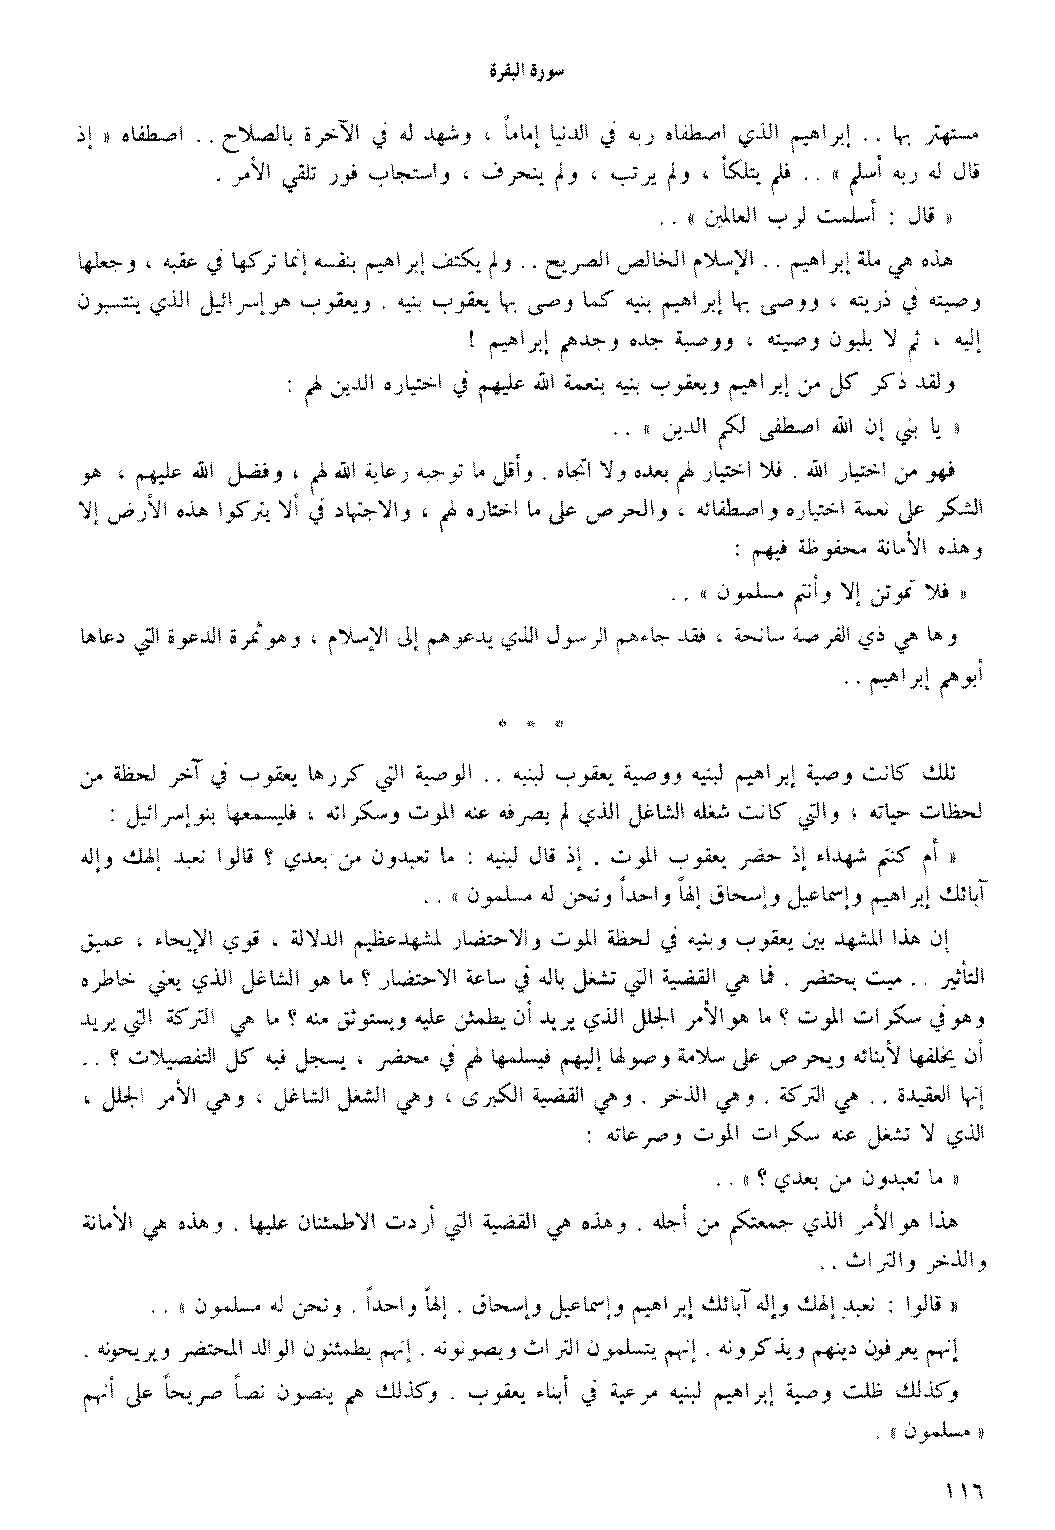 سورة البقرة
مستهتر بها .. إبراهيم الذي اصطفاه ربه في الدنيا إماماً ، وشهد له في الآخرة بالصلاح .. اصطفاه « إذ
قال له ربه أسلم » .. فلم يتلكأ ، ولم يرتب ، ولم ينحرف ، واستجاب فور تلقي الأمر .
« قال : أسلمت لرب العالمين » ..
هذه هي ملة إبراهيم .. الإسلام الخالص الصريح .. ولم يكتف إبراهيم بنفسه إنما تركها في عقبه ، وجعلها
وصيته في ذريته ، ووصى بها إبراهيم بنيه كما وصى بها يعقوب بنيه . ويعقوب هو إسرائيل الذي ينتسبون
إليه ، ثم لا يلبون وصيته ، ووصية جده وجدهم إبراهيم !
ولقد ذكر كل من إبراهيم ويعقوب بنيه بنعمة الله عليهم في اختياره الدين لهم :
« يا بني إن الله اصطفى لكم الدين » ..
فهو من اختيار الله . فلا اختيار لهم بعده ولا اتجاه . وأقل ما توجبه رعاية الله لهم ، وفضل الله عليهم ، هو
الشكر على نعمة اختياره واصطفائه ، والحرص على ما اختاره لهم ، والاجتهاد في ألا يتركوا هذه الأرض إلا
وهذه الأمانة محفوظة فيهم :
« فلا تموتن إلا وأنتم مسلمون » ..
وها هي ذي الفرصة سانحة ، فقد جاءهم الرسول الذي يدعوهم إلى الإسلام ، وهو ثمرة الدعوة التي دعاها
أبوهم إبراهيم ..
* * *
تلك كانت وصية إبراهيم لبنيه ووصية يعقوب لبنيه .. الوصية التي كررها يعقوب في آخر لحظة من
لحظات حياته ؛ والتي كانت شغله الشاغل الذي لم يصرفه عنه الموت وسكراته ، فليسمعها بنو إسرائيل :
« أم كنتم شهداء إذ حضر يعقوب الموت . إذ قال لبنيه : ما تعبدون من بعدي ؟ قالوا نعبد إلهك وإله
آبائك إبراهيم وإسماعيل وإسحاق إلهاً واحداً ونحن له مسلمون » ..
إن هذا المشهد بين يعقوب وبنيه في لحظة الموت والاحتضار لمشهد عظيم الدلالة ، قوي الإيحاء ، عميق
التأثير .. ميت يحتضر . فما هي القضية التي تشغل باله في ساعة الاحتضار ؟ ما هو الشاغل الذي يعني خاطره
وهو في سكرات الموت ؟ ما هو الأمر الجلل الذي يريد أن يطمئن عليه ويستوثق منه ؟ ما هي التركة التي يريد
أن يخلفها لأبنائه ويحرص على سلامة وصولها إليهم فيسلمها لهم في محضر ، يسجل فيه كل التفصيلات ؟ ..
إنها العقيدة .. هي التركة . وهي الذخر . وهي القضية الكبرى ، وهي الشغل الشاغل ، وهي الأمر الجلل ،
الذي لا تشغل عنه سكرات الموت وصرعاته :
« ما تعبدون من بعدي ؟ » ..
هذا هو الأمر الذي جمعتكم من أجله . وهذه هي القضية التي أردت الاطمئنان عليها . وهذه هي الأمانة
والذخر والتراث ..
« قالوا : نعبد إلهك وإله آبائك إبراهيم وإسماعيل وإسحاق . إلهاً واحداً . ونحن له مسلمون » ..
إنهم يعرفون دينهم ويذكرونه . إنهم يتسلمون التراث ويصونونه . إنهم يطمئنون الوالد المحتضر ويريحونه .
وكذلك ظلت وصية إبراهيم لبنيه مرعية في أبناء يعقوب . وكذلك هم ينصون نصاً صريحاً على أنهم
« مسلمون » .
١١٦